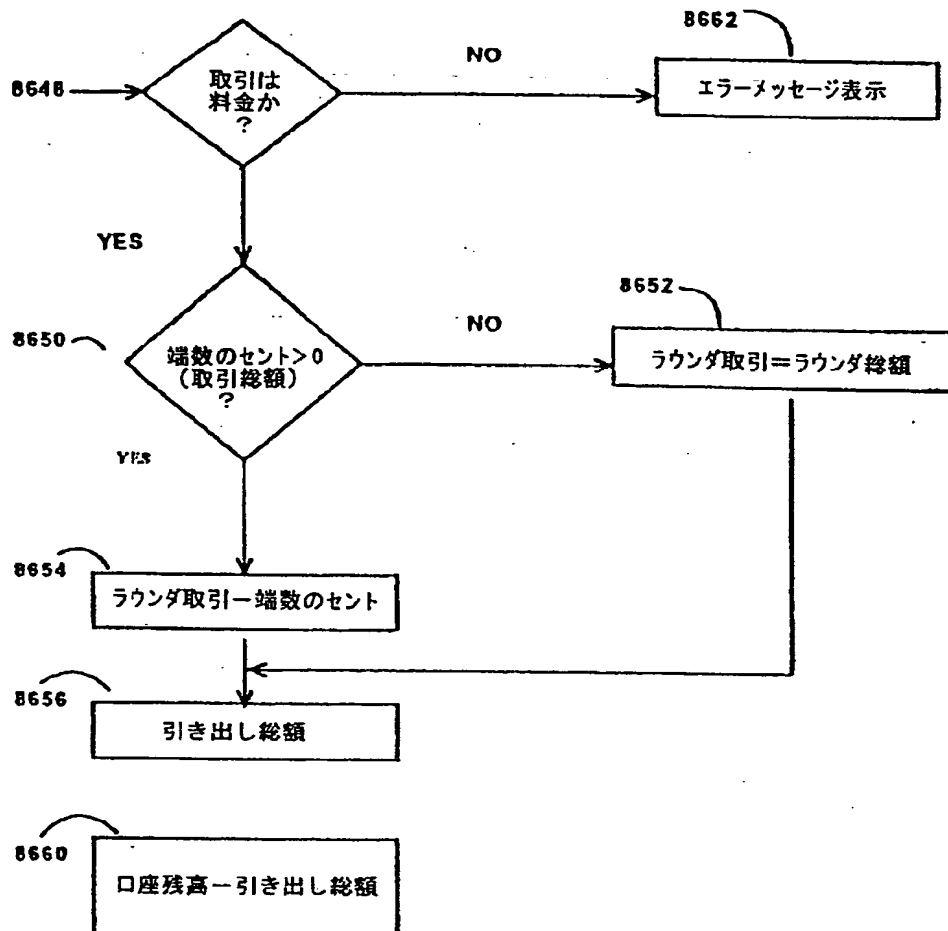 8662
NO
8648
取引は
料金か
?
エラーメッセージ表示
YES
8652
8650
NO
端数のセント>0
(取引総額)
?
ラウンダ取引=ラウンダ総額
YES
8654
ラウンダ取引ー端数のセント
8656
引き出し総額
8660
口座残高ー引き出し総額